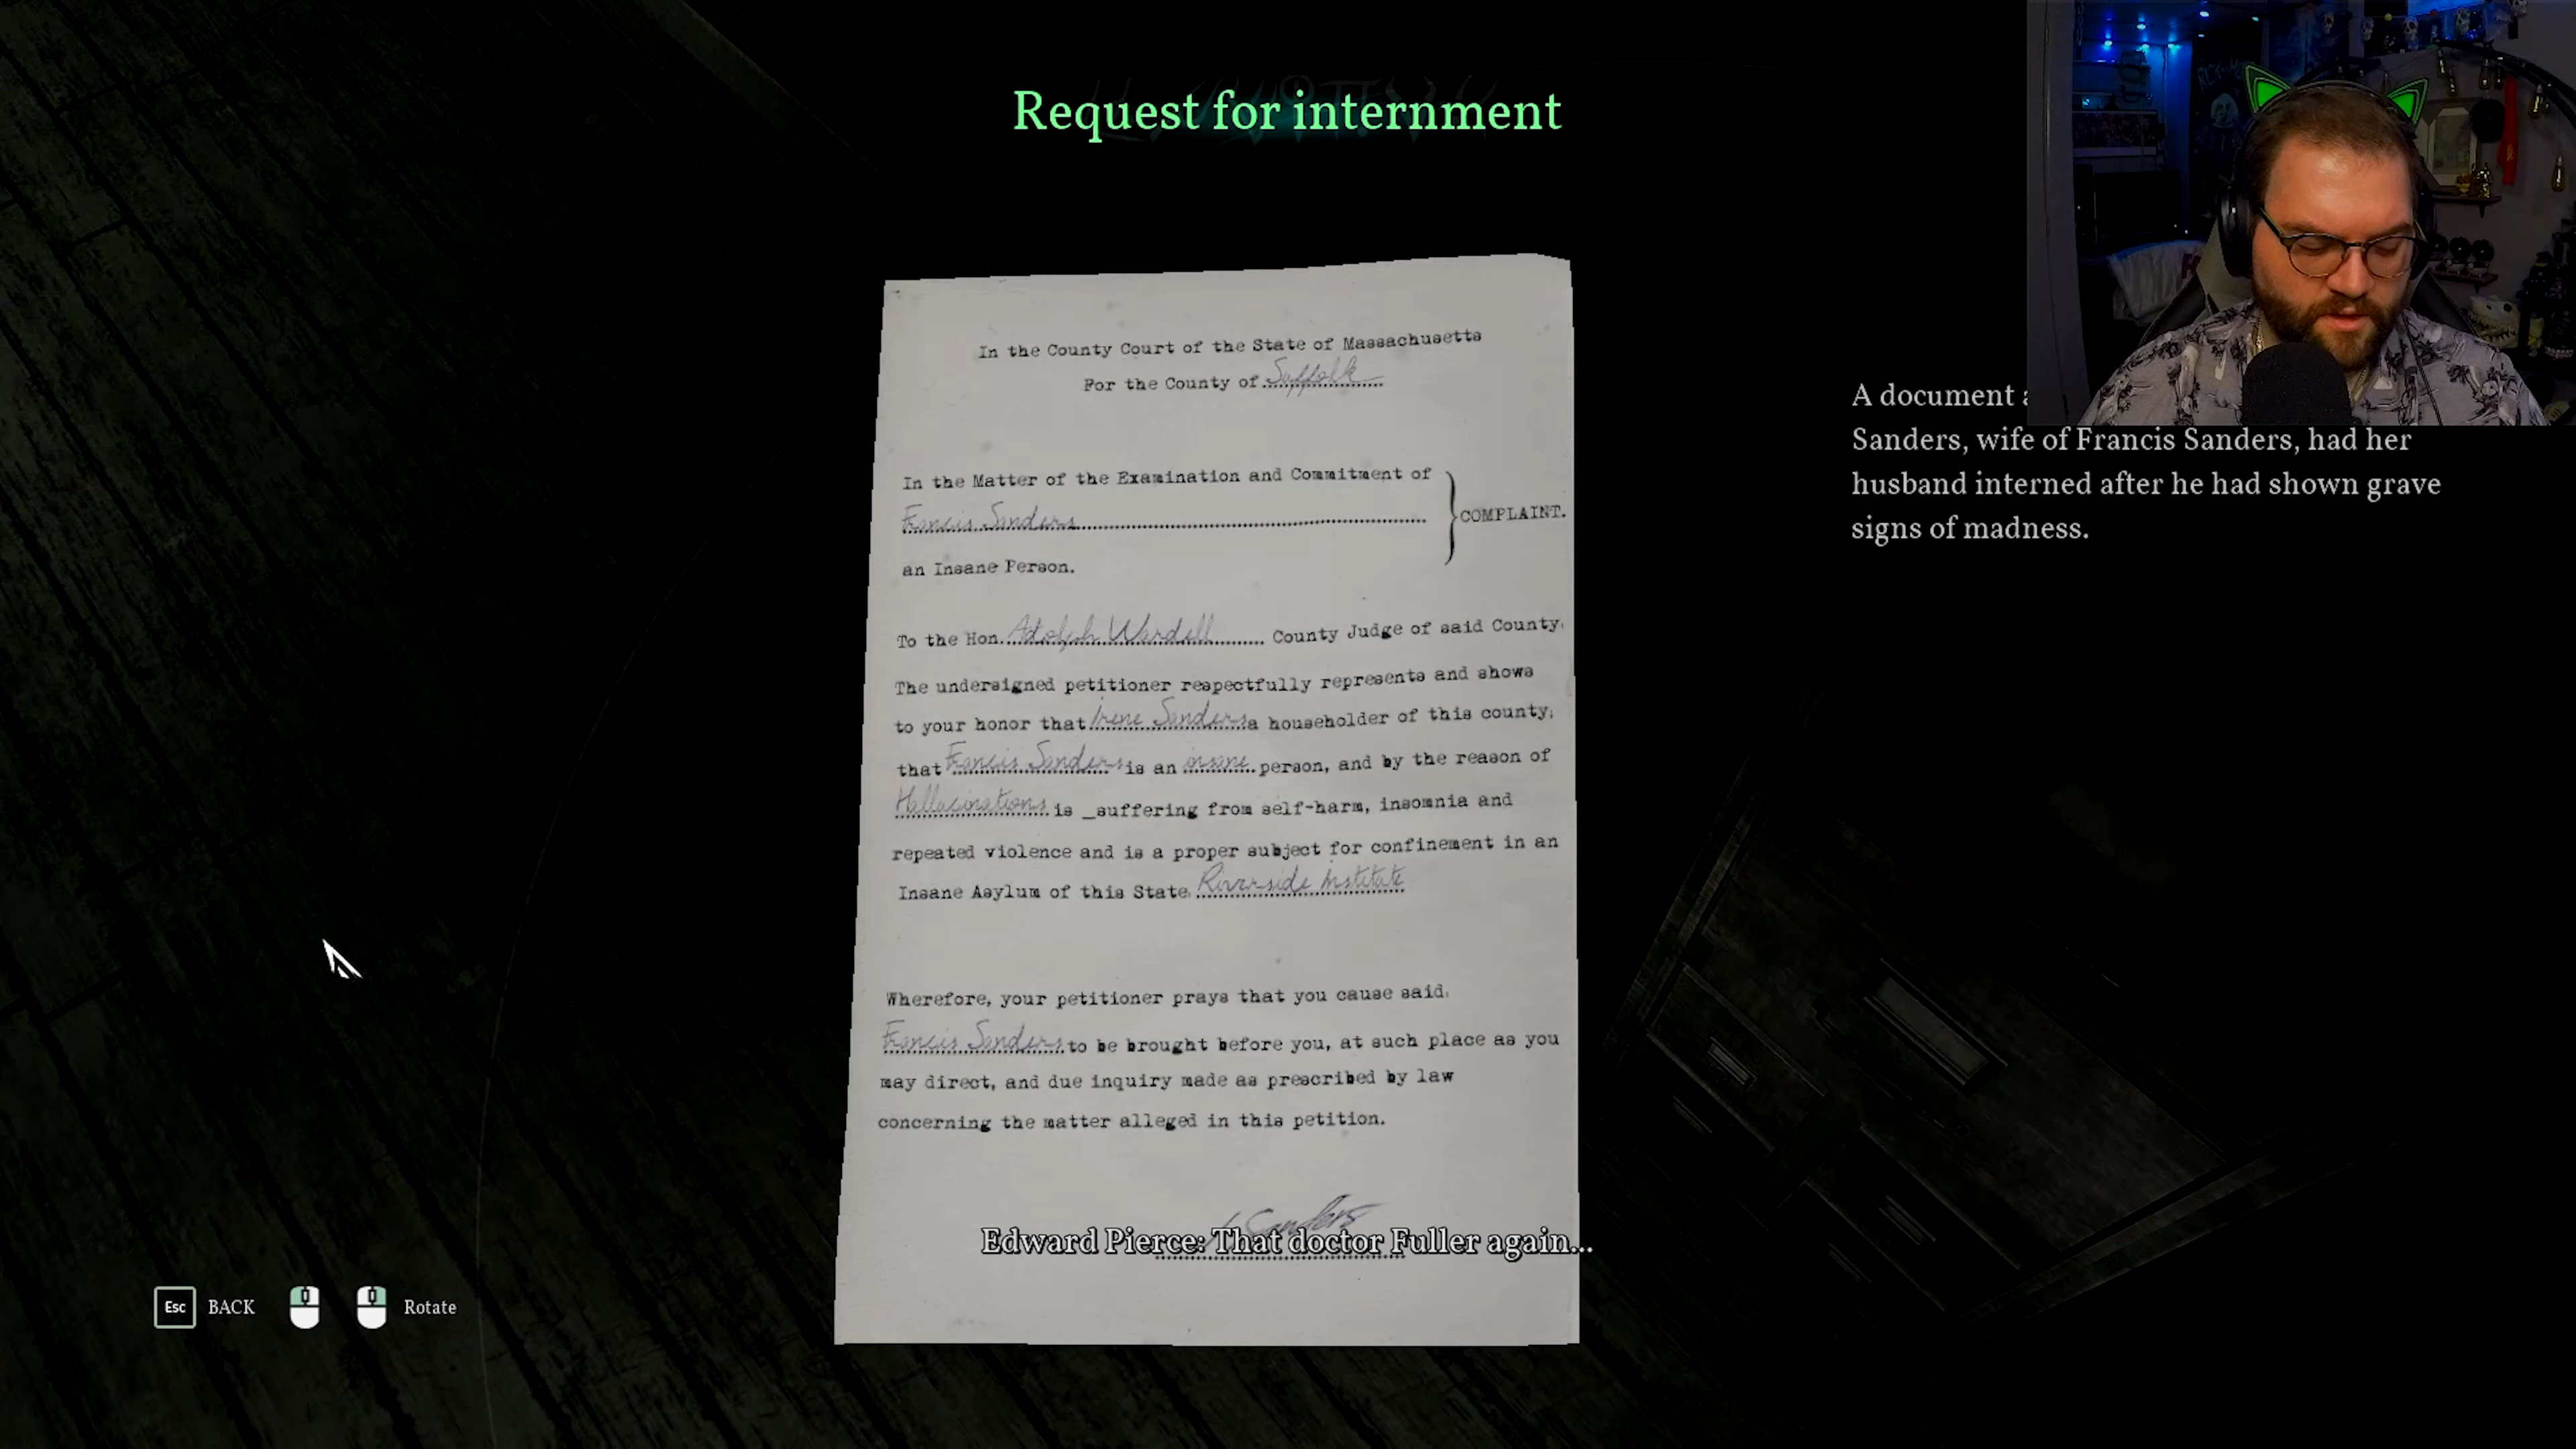 Request for internment
In the County Court of the State of Massachusetts
For the County of Suffolk
In the Matter of the Examination and Commitment of
Francis Sanders
COMPLAINT.
an Insane Person.
To the Hon. Adolph Wardell County Judge of said County.
The undersigned petitioner respectfully represents and shows
to your honor that Irene Sanders a householder of this county,
that Francis Sanders is an insane person, and by the reason of
Hallucinations is _suffering from self-harm, insomnia and
repeated violence and is a proper subject for confinement in an
Insane Asylum of this State. Riverside Institute
Wherefore, your petitioner prays that you cause said.
Francis Sanders to be brought before you, at such place as you
may direct, and due inquiry made as prescribed by law
concerning the matter alleged in this petition.
Sanders
Edward Pierce: That doctor Fuller again...
A document
Sanders, wife of Francis Sanders, had her
husband interned after he had shown grave
signs of madness.
Esc BACK Rotate